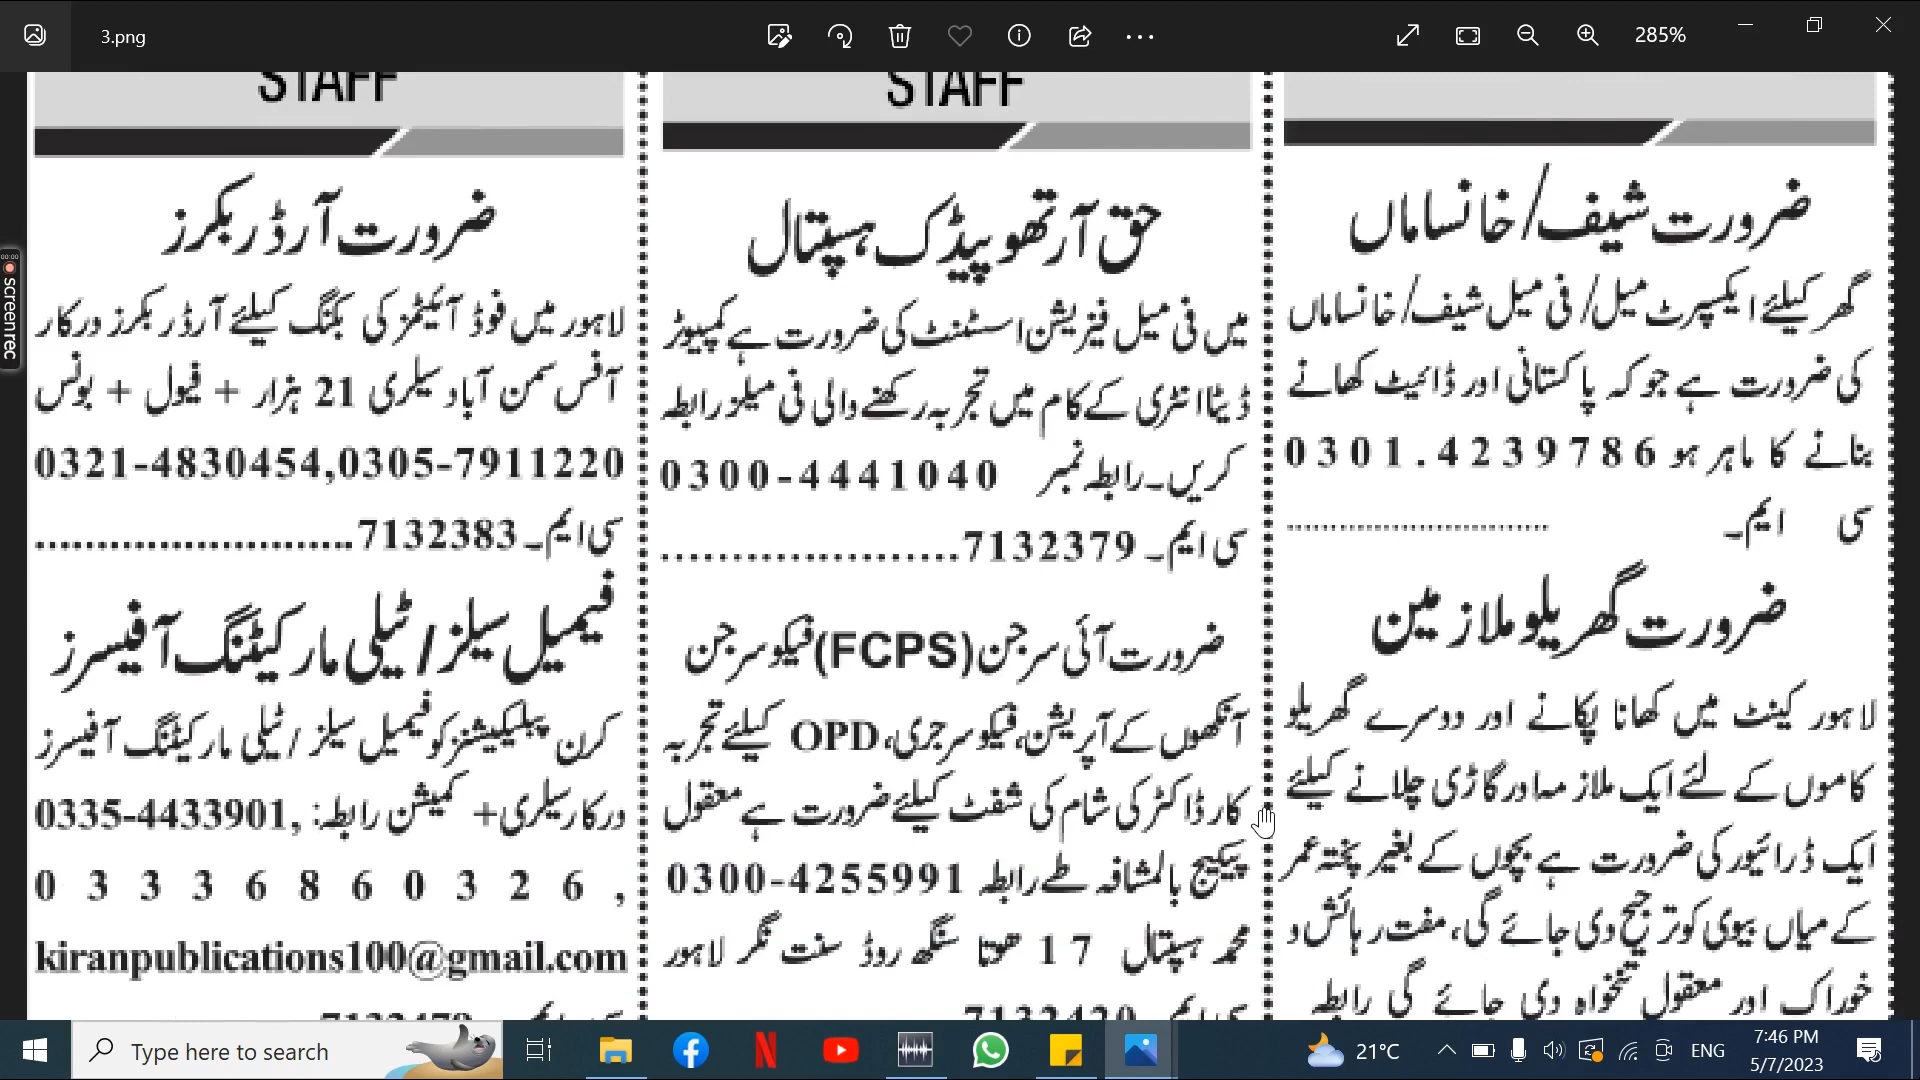 3.png
285%
STAFF
ضرورت آرڈر بکرز
لاہور میں فوڈ آئیٹمز کی بکنگ کیلئے آرڈر بکرز درکار
آفس سمن آباد سیلری 21 ہزار + فیول + بونس
0321-4830454,0305-7911220
سی ایم۔ 7132383..........................
فیمیل سیلز / ٹیلی مارکیٹنگ آفیسرز
کرن پبلیکیشنز کو فیمیل سیلز / ٹیلی مارکیٹنگ آفیسرز
درکار سیلری + کمیشن رابطہ: ,0335-4433901
0 3 3 3 6 8 6 0 3 2 6 ,
kiranpublications100@gmail.com
STAFF
حق آرتھوپیڈک ہسپتال
میں فی میل فزیشن اسسٹنٹ کی ضرورت ہے کمپیوٹر
ڈیٹا انٹری کے کام میں تجربہ رکھنے والی فی میلز رابطہ
کریں۔ رابطہ نمبر 0300-4441040
سی ایم۔ 7132379.....................
ضرورت آئی سرجن (FCPS) فیکو سرجن
آنکھوں کے آپریشن، فیکو سرجری، OPD کیلئے تجربہ
کار ڈاکٹر کی شام کی شفٹ کیلئے ضرورت ہے معقول
پیکیج بالمشافہ طے رابطہ 0300-4255991
محمد ہسپتال 17 سنگھ روڈ سنت نگر لاہور
سی ایم۔ 7132420
ضرورت شیف/خانساماں
گھر کیلئے ایکسپرٹ میل/ فی میل شیف/خانساماں
کی ضرورت ہے جو کہ پاکستانی اور ڈائیٹ کھانے
بنانے کا ماہر ہو 0301.4239786
سی ایم۔ ...........................
ضرورت گھریلو ملازمین
لاہور کینٹ میں کھانا پکانے اور دوسرے گھریلو
کاموں کے لئے ایک ملازمہ اور گاڑی چلانے کیلئے
ایک ڈرائیور کی ضرورت ہے بچوں کے بغیر پختہ عمر
کے میاں بیوی کو ترجیح دی جائے گی، مفت رہائش و
خوراک اور معقول تنخواہ دی جائے گی رابطہ
00:00
screenrec
Type here to search
21°C
ENG
7:46 PM
5/7/2023